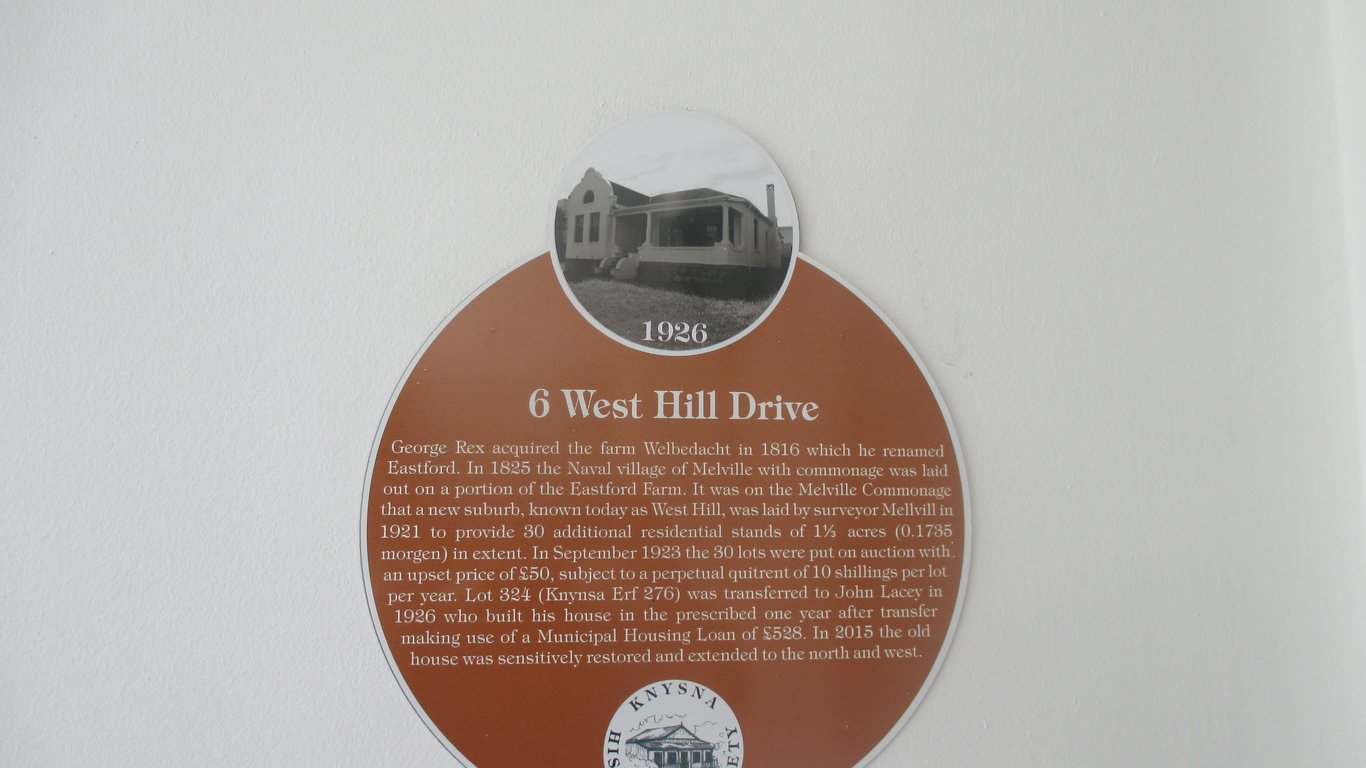 1926
6 West Hill Drive
George Rex acquired the farm Welbedacht in 1816 which he renamed
Eastford. In 1825 the Naval village of Melville with commonage was laid
out on a portion of the Eastford Farm. It was on the Melville Commonage
that a new suburb, known today as West Hill, was laid by surveyor Mellvill in
1921 to provide 30 additional residential stands of 1⅓ acres (0.1735
morgen) in extent. In September 1923 the 30 lots were put on auction with
an upset price of £50, subject to a perpetual quitrent of 10 shillings per lot
per year. Lot 324 (Knynsa Erf 276) was transferred to John Lacey in
1926 who built his house in the prescribed one year after transfer
making use of a Municipal Housing Loan of £528. In 2015 the old
house was sensitively restored and extended to the north and west.
KNYSNA